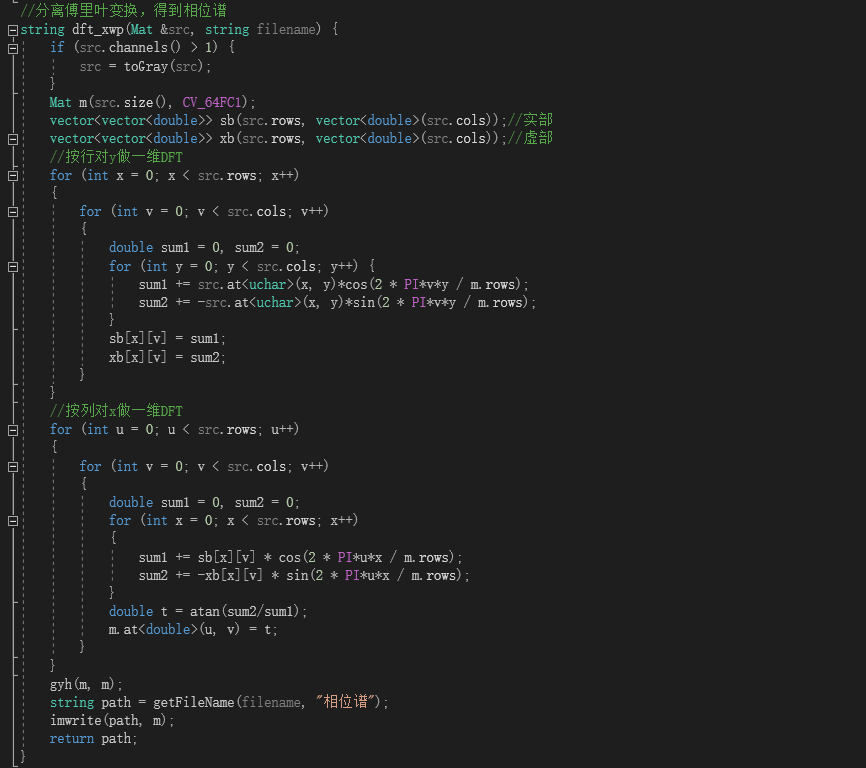 //分离傅里叶变换，得到相位谱
string dft_xwp(Mat &src, string filename) {
if (src.channels() > 1) {
src = toGray(src);
}
Mat m(src.size(), CV_64FC1);
vector<vector<double>> sb(src.rows, vector<double>(src.cols));//实部
vector<vector<double>> xb(src.rows, vector<double>(src.cols));//虚部
//按行对y做一维DFT
for (int x = 0; x < src.rows; x++)
{
for (int v = 0; v < src.cols; v++)
{
double sum1 = 0, sum2 = 0;
for (int y = 0; y < src.cols; y++) {
sum1 += src.at<uchar>(x, y)*cos(2 * PI*v*y / m.rows);
sum2 += -src.at<uchar>(x, y)*sin(2 * PI*v*y / m.rows);
}
sb[x][v] = sum1;
xb[x][v] = sum2;
}
}
//按列对x做一维DFT
for (int u = 0; u < src.rows; u++)
{
for (int v = 0; v < src.cols; v++)
{
double sum1 = 0, sum2 = 0;
for (int x = 0; x < src.rows; x++)
{
sum1 += sb[x][v] * cos(2 * PI*u*x / m.rows);
sum2 += -xb[x][v] * sin(2 * PI*u*x / m.rows);
}
double t = atan(sum2/sum1);
m.at<double>(u, v) = t;
}
}
gyh(m, m);
string path = getFileName(filename, "相位谱");
imwrite(path, m);
return path;
}